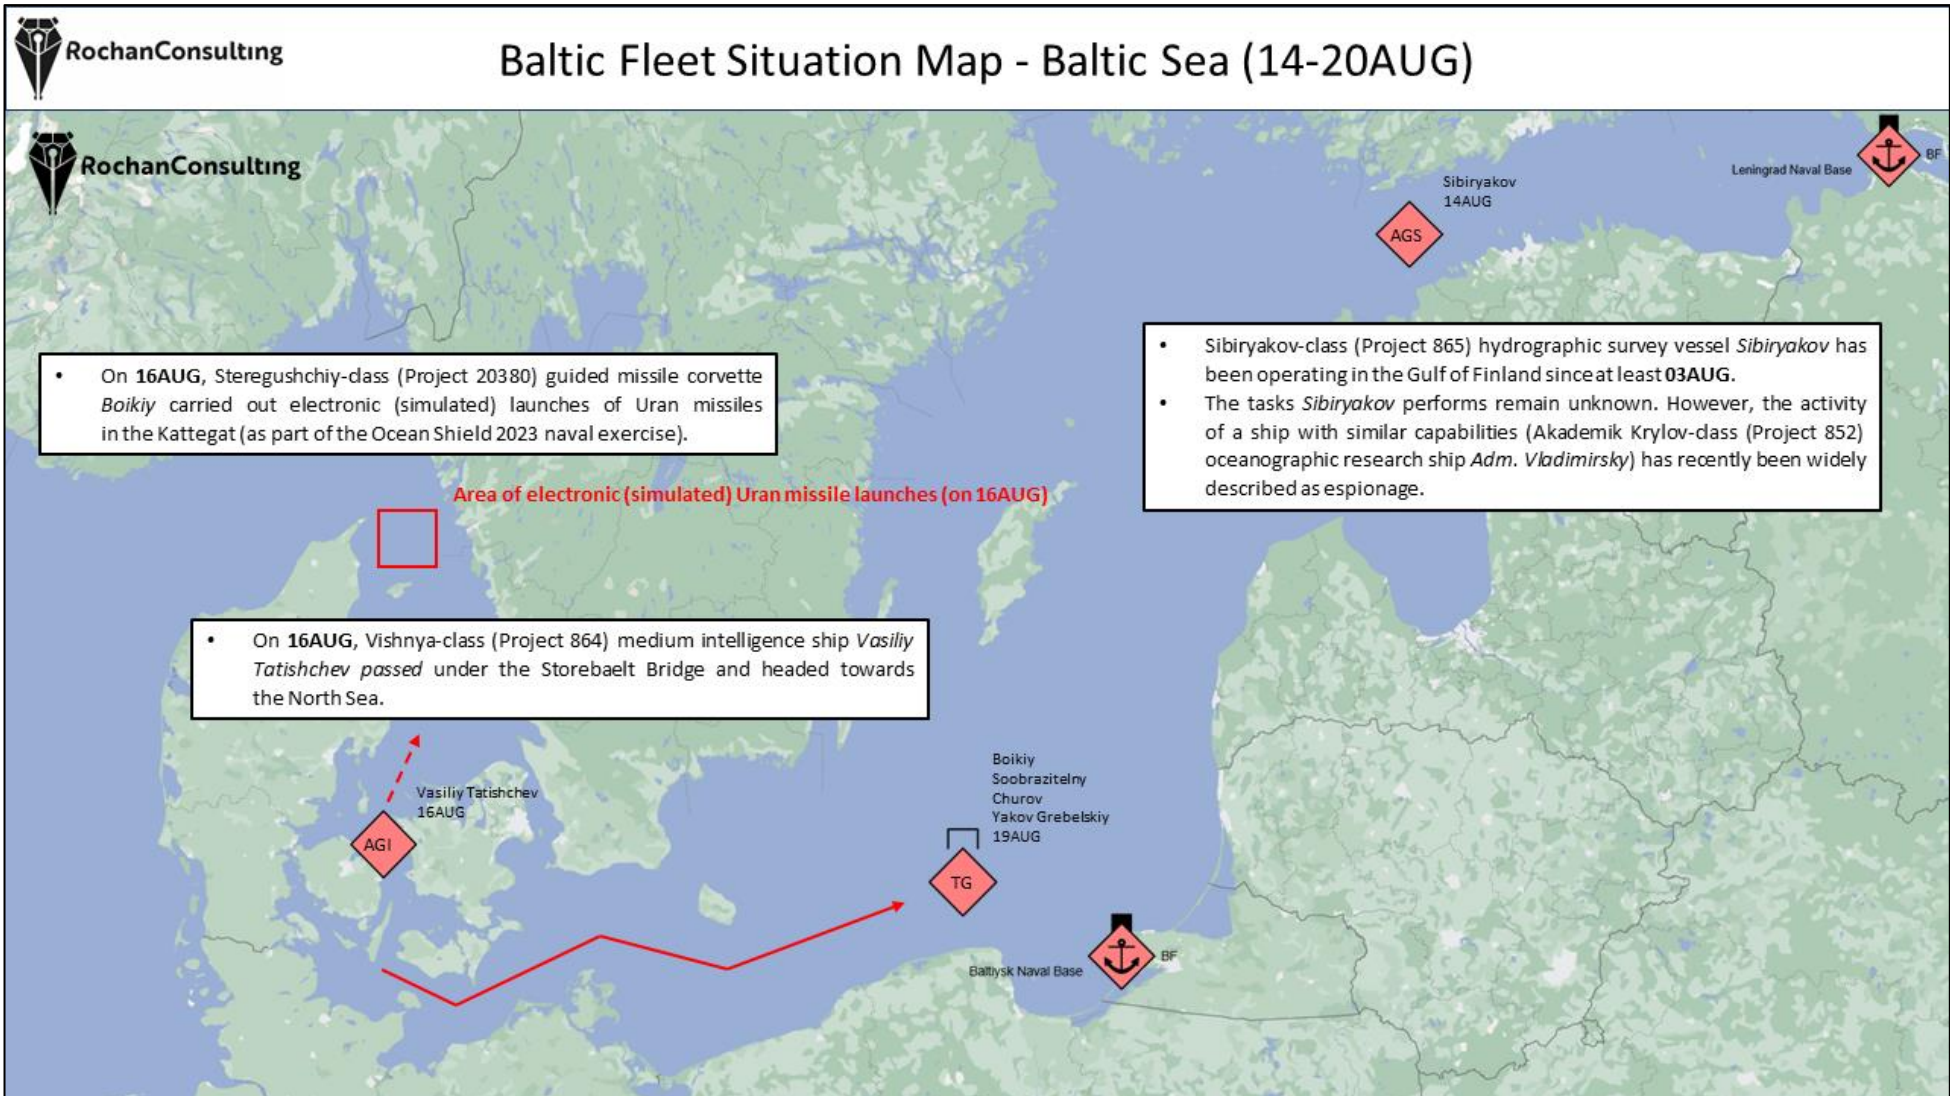 RochanConsulting
Baltic Fleet Situation Map - Baltic Sea (14-20AUG)
RochanConsulting
Leningrad Naval Base
BF
Sibiryakov
14AUG
AGS
• On 16AUG, Steregushchiy-class (Project 20380) guided missile corvette
Boikiy carried out electronic (simulated) launches of Uran missiles
in the Kattegat (as part of the Ocean Shield 2023 naval exercise).
• Sibiryakov-class (Project 865) hydrographic survey vessel Sibiryakov has
been operating in the Gulf of Finland sinceat least 03AUG.
• The tasks Sibiryakov performs remain unknown. However, the activity
of a ship with similar capabilities (Akademik Krylov-class (Project 852)
oceanographic research ship Adm. Vladimirsky) has recently been widely
described as espionage.
Area of electronic (simulated) Uran missile launches (on 16AUG)
• On 16AUG, Vishnya-class (Project 864) medium intelligence ship Vasiliy
Tatishchev passed under the Storebaelt Bridge and headed towards
the North Sea.
Vasiliy Tatishchev
16AUG
AGI
Boikiy
Soobrazitelny
Churov
Yakov Grebelskiy
19AUG
TG
Baltiysk Naval Base
BF